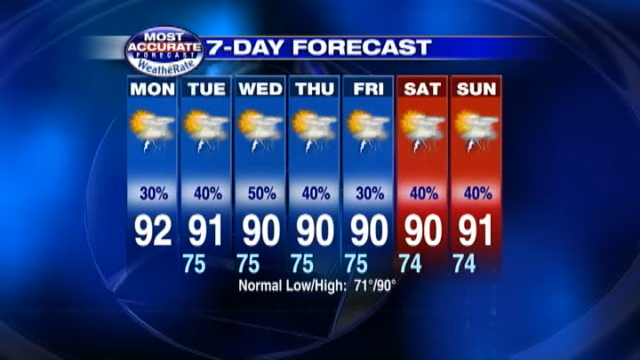 MOST
ACCURATE
FORECAST
WeatheRate
7-DAY FORECAST
MON TUE WED THU FRI SAT SUN
30% 40% 50% 40% 30% 40% 40%
92 91 90 90 90 90 91
75 75 75 75 74 74
Normal Low/High: 71°/90°